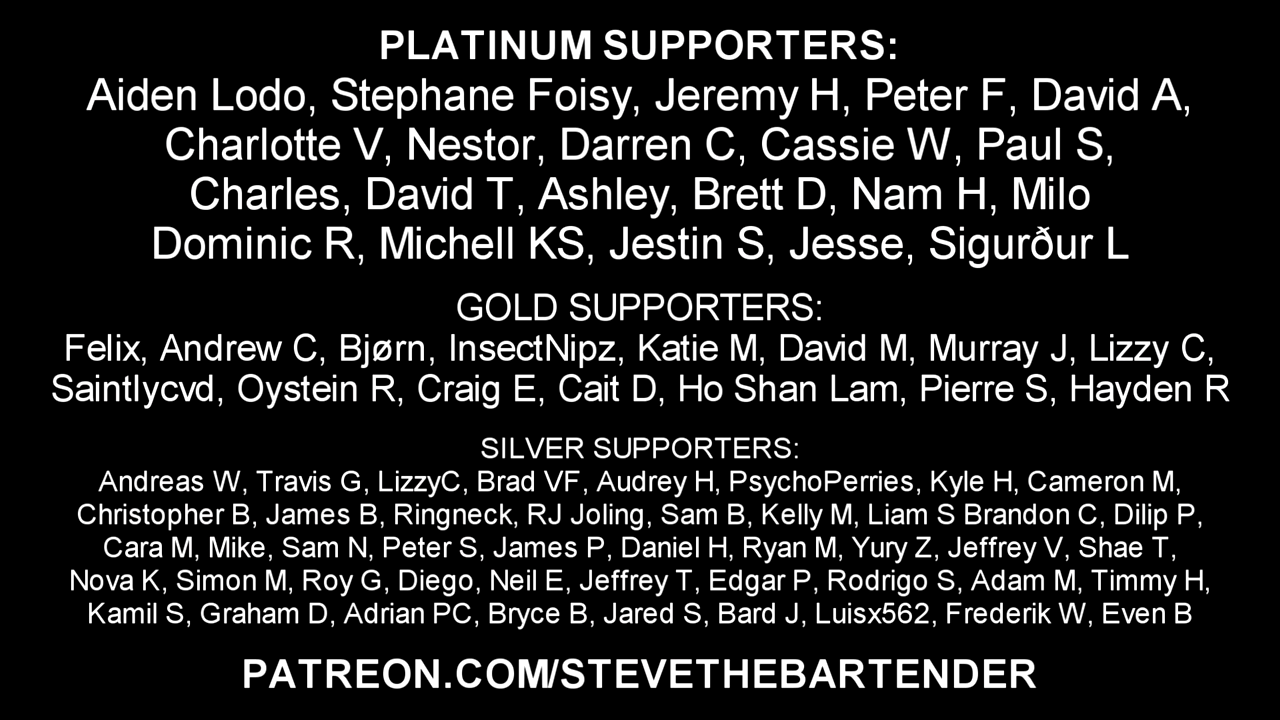 PLATINUM SUPPORTERS:
Aiden Lodo, Stephane Foisy, Jeremy H, Peter F, David A,
Charlotte V, Nestor, Darren C, Cassie W, Paul S,
Charles, David T, Ashley, Brett D, Nam H, Milo
Dominic R, Michell KS, Jestin S, Jesse, Sigurður L
GOLD SUPPORTERS:
Felix, Andrew C, Bjørn, InsectNipz, Katie M, David M, Murray J, Lizzy C,
Saintlycvd, Oystein R, Craig E, Cait D, Ho Shan Lam, Pierre S, Hayden R
SILVER SUPPORTERS:
Andreas W, Travis G, LizzyC, Brad VF, Audrey H, PsychoPerries, Kyle H, Cameron M,
Christopher B, James B, Ringneck, RJ Joling, Sam B, Kelly M, Liam S Brandon C, Dilip P,
Cara M, Mike, Sam N, Peter S, James P, Daniel H, Ryan M, Yury Z, Jeffrey V, Shae T,
Nova K, Simon M, Roy G, Diego, Neil E, Jeffrey T, Edgar P, Rodrigo S, Adam M, Timmy H,
Kamil S, Graham D, Adrian PC, Bryce B, Jared S, Bard J, Luisx562, Frederik W, Even B
PATREON.COM/STEVETHEBARTENDER